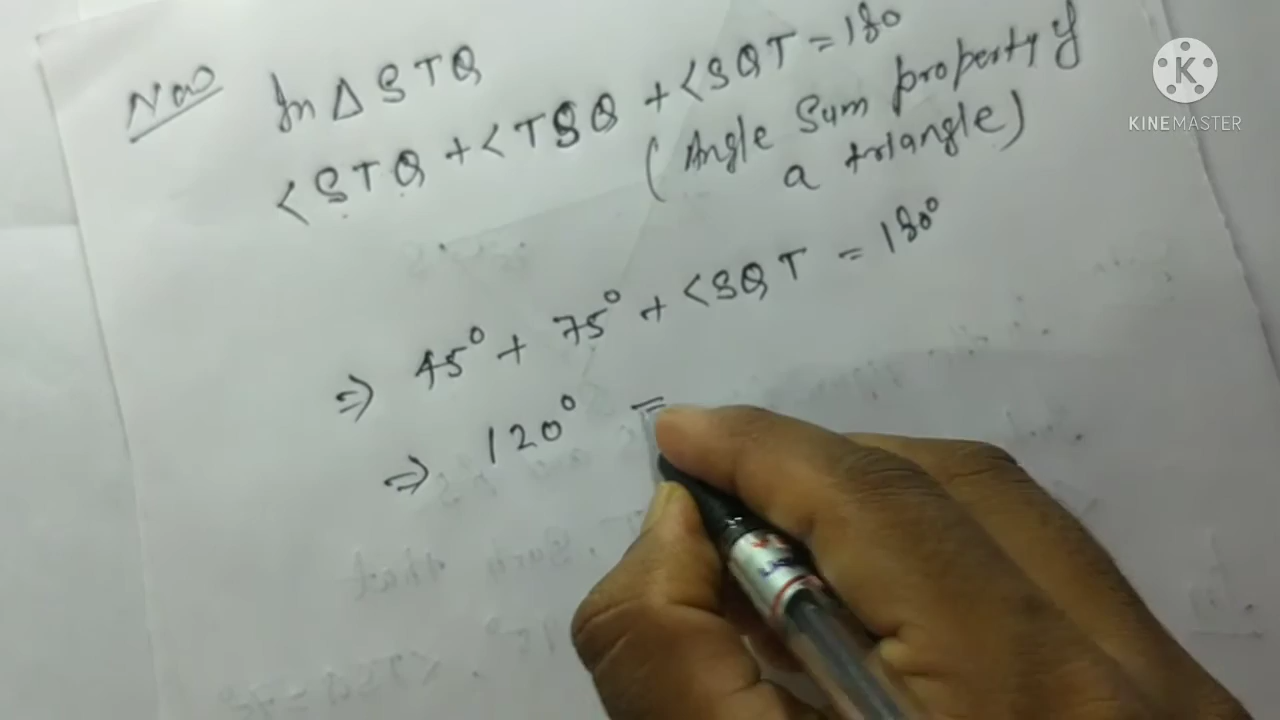 Now In Δ STQ
<STQ + <TSQ + <SQT = 180
(Angle Sum property of
a triangle)
⇒ 45° + 75° + <SQT = 180°
⇒ 120° =
K
KINEMASTER